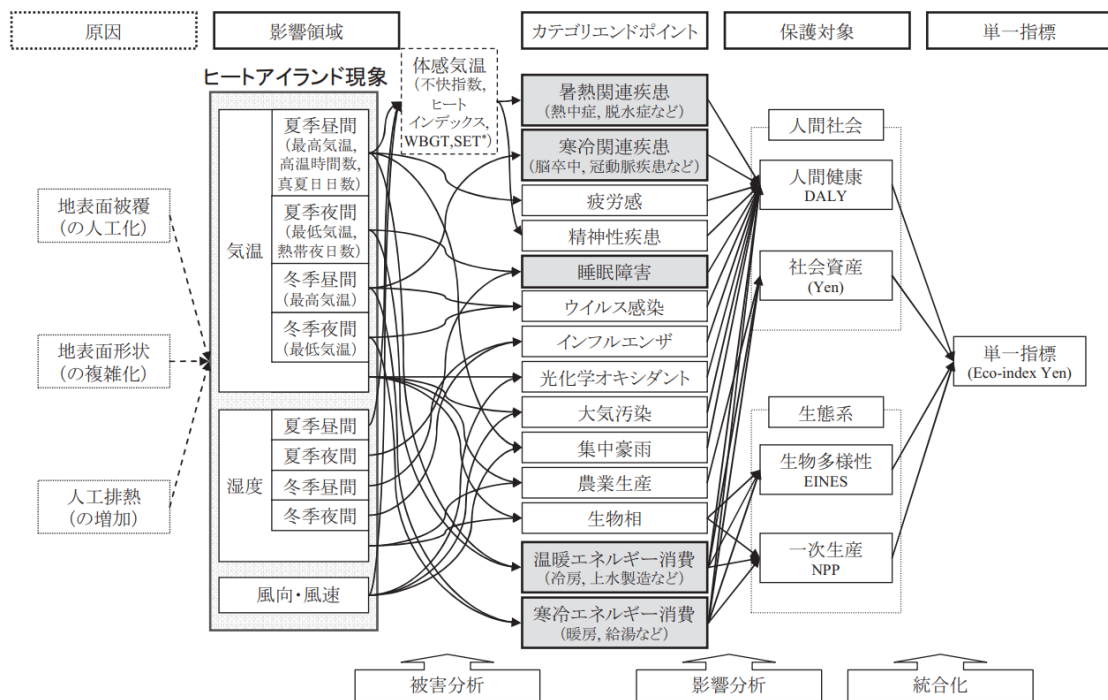 原因
影響領域
カテゴリエンドポイント
保護対象
単一指標
ヒートアイランド現象
体感気温
(不快指数,
ヒート
インデックス,
WBGT,SET*)
地表面被覆
(の人工化)
地表面形状
(の複雑化)
人工排熱
(の増加)
気温
夏季昼間
(最高気温,
高温時間数,
真夏日日数)
夏季夜間
(最低気温,
熱帯夜日数)
冬季昼間
(最高気温)
冬季夜間
(最低気温)
湿度
夏季昼間
夏季夜間
冬季昼間
冬季夜間
風向・風速
暑熱関連疾患
(熱中症, 脱水症など)
寒冷関連疾患
(脳卒中, 冠動脈疾患など)
疲労感
精神性疾患
睡眠障害
ウイルス感染
インフルエンザ
光化学オキシダント
大気汚染
集中豪雨
農業生産
生物相
温暖エネルギー消費
(冷房, 上水製造など)
寒冷エネルギー消費
(暖房, 給湯など)
人間社会
人間健康
DALY
社会資産
(Yen)
生態系
生物多様性
EINES
一次生産
NPP
単一指標
(Eco-index Yen)
被害分析
影響分析
統合化